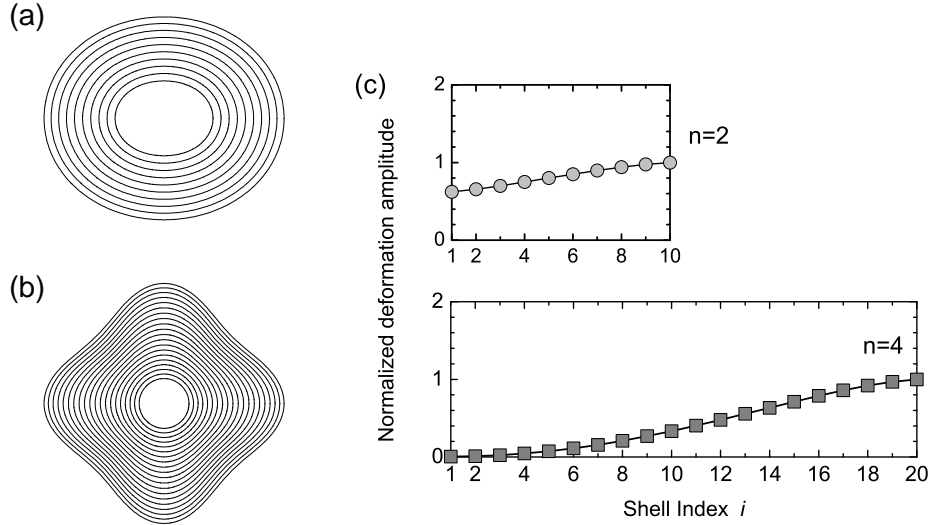 (a)
(b)
(c)
Normalized deformation amplitude
2
1
0
1 2 4 6 8 10
n=2
2
1
0
1 2 4 6 8 10 12 14 16 18 20
n=4
Shell Index i